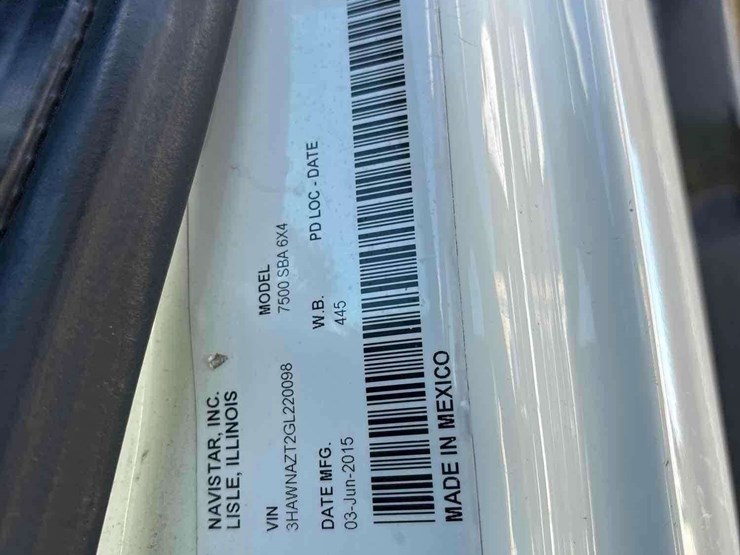 NAVISTAR, INC.
LISLE, ILLINOIS
VIN MODEL
3HAWNAZT2GL220098 7500 SBA 6X4
DATE MFG. W.B. PD LOC - DATE
03-Jun-2015 445
MADE IN MEXICO